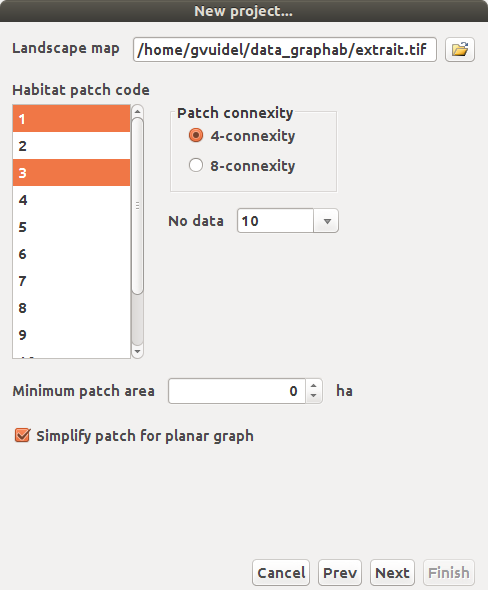 New project...
Landscape map /home/gvuidel/data_graphab/extrait.tif
Habitat patch code
1
2
3
4
5
6
7
8
9
Patch connexity
4-connexity
8-connexity
No data 10
Minimum patch area 0 ha
Simplify patch for planar graph
Cancel Prev Next Finish